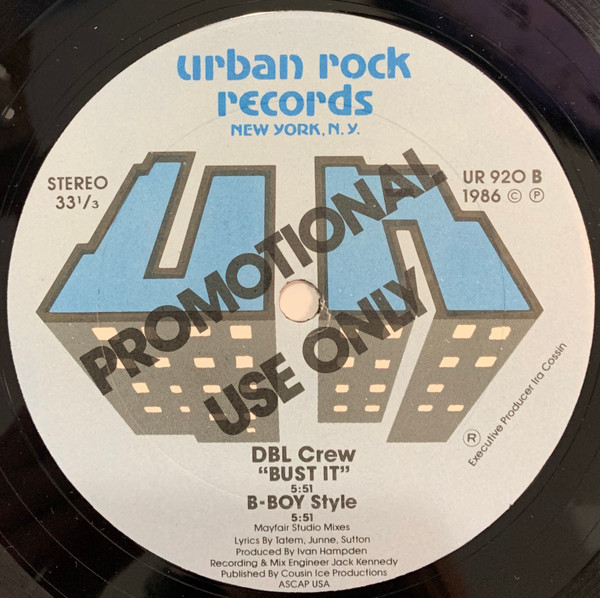 urban rock
records
NEW YORK, N.Y.
STEREO
33 1/3
UR 920 B
1986 © ℗
PROMOTIONAL
USE ONLY
® Executive Producer Ira Cossin
DBL Crew
"BUST IT"
5:51
B-BOY Style
5:51
Mayfair Studio Mixes
Lyrics By Tatem, Junne, Sutton
Produced By Ivan Hampden
Recording & Mix Engineer Jack Kennedy
Published By Cousin Ice Productions
ASCAP USA